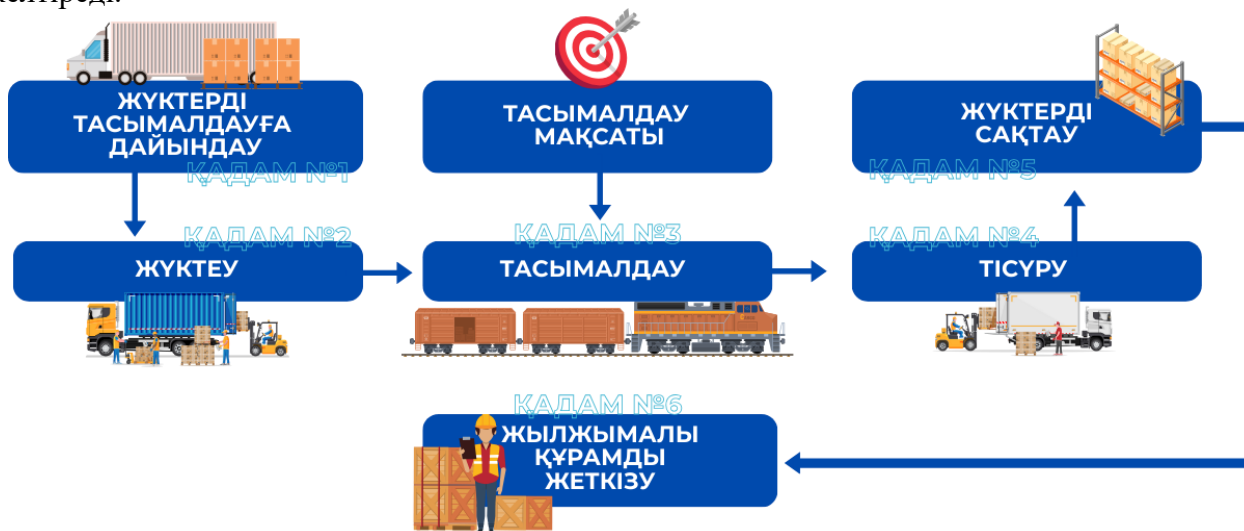 ЖҮКТЕРДІ
ТАСЫМАЛДАУҒА
ДАЙЫНДАУ
ҚАДАМ №1
ТАСЫМАЛДАУ
МАҚСАТЫ
ЖҮКТЕРДІ
САҚТАУ
ҚАДАМ №5
ҚАДАМ №2
ЖҮКТЕУ
ҚАДАМ №3
ТАСЫМАЛДАУ
ҚАДАМ №4
ТІСҮРУ
ҚАДАМ №6
ЖЫЛЖЫМАЛЫ
ҚҰРАМДЫ
ЖЕТКІЗУ